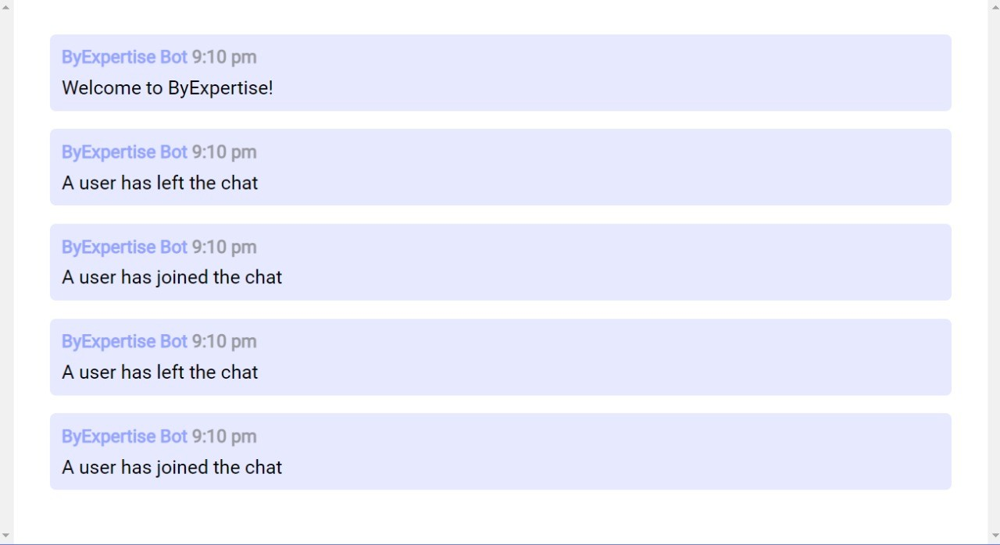 ByExpertise Bot 9:10 pm
Welcome to ByExpertise!
ByExpertise Bot 9:10 pm
A user has left the chat
ByExpertise Bot 9:10 pm
A user has joined the chat
ByExpertise Bot 9:10 pm
A user has left the chat
ByExpertise Bot 9:10 pm
A user has joined the chat